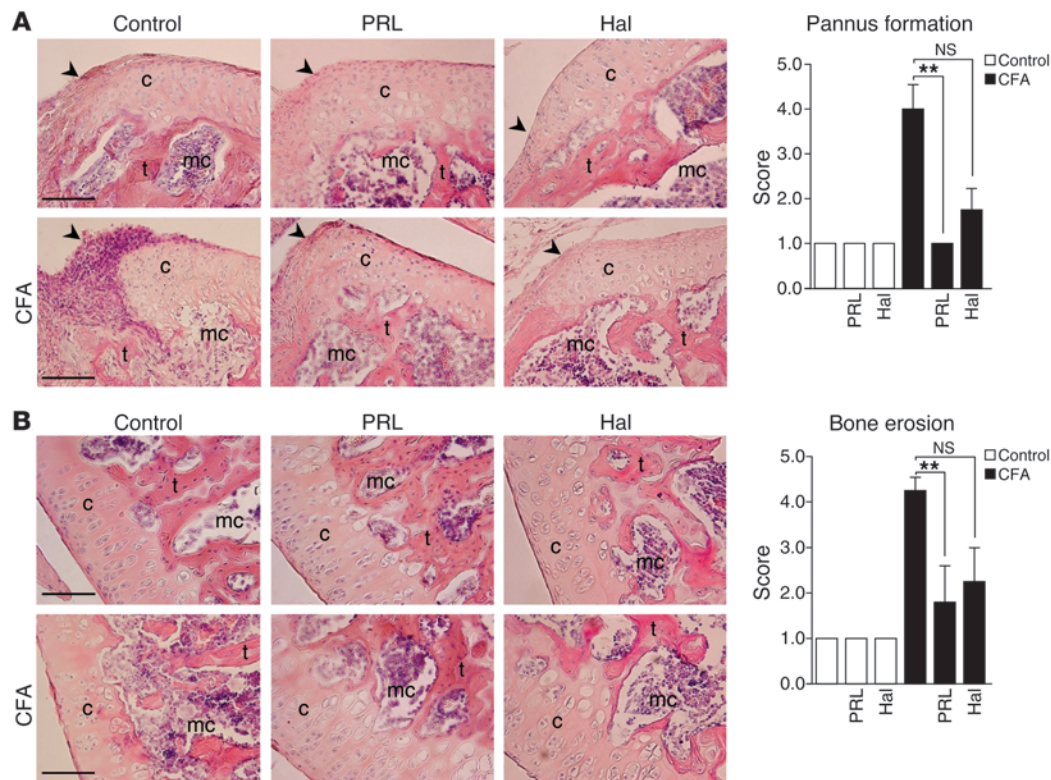 A
Control
PRL
Hal
Pannus formation
c
t
mc
c
mc
t
c
t
mc
CFA
c
mc
t
c
t
mc
c
mc
t
NS
**
Control
CFA
Score
5.0
4.0
2.0
1.0
0.0
PRL
Hal
PRL
Hal
B
Control
PRL
Hal
Bone erosion
t
c
mc
mc
c
t
t
c
mc
CFA
t
c
mc
t
mc
c
t
mc
c
NS
**
Control
CFA
Score
5.0
4.0
3.0
2.0
1.0
0.0
PRL
Hal
PRL
Hal